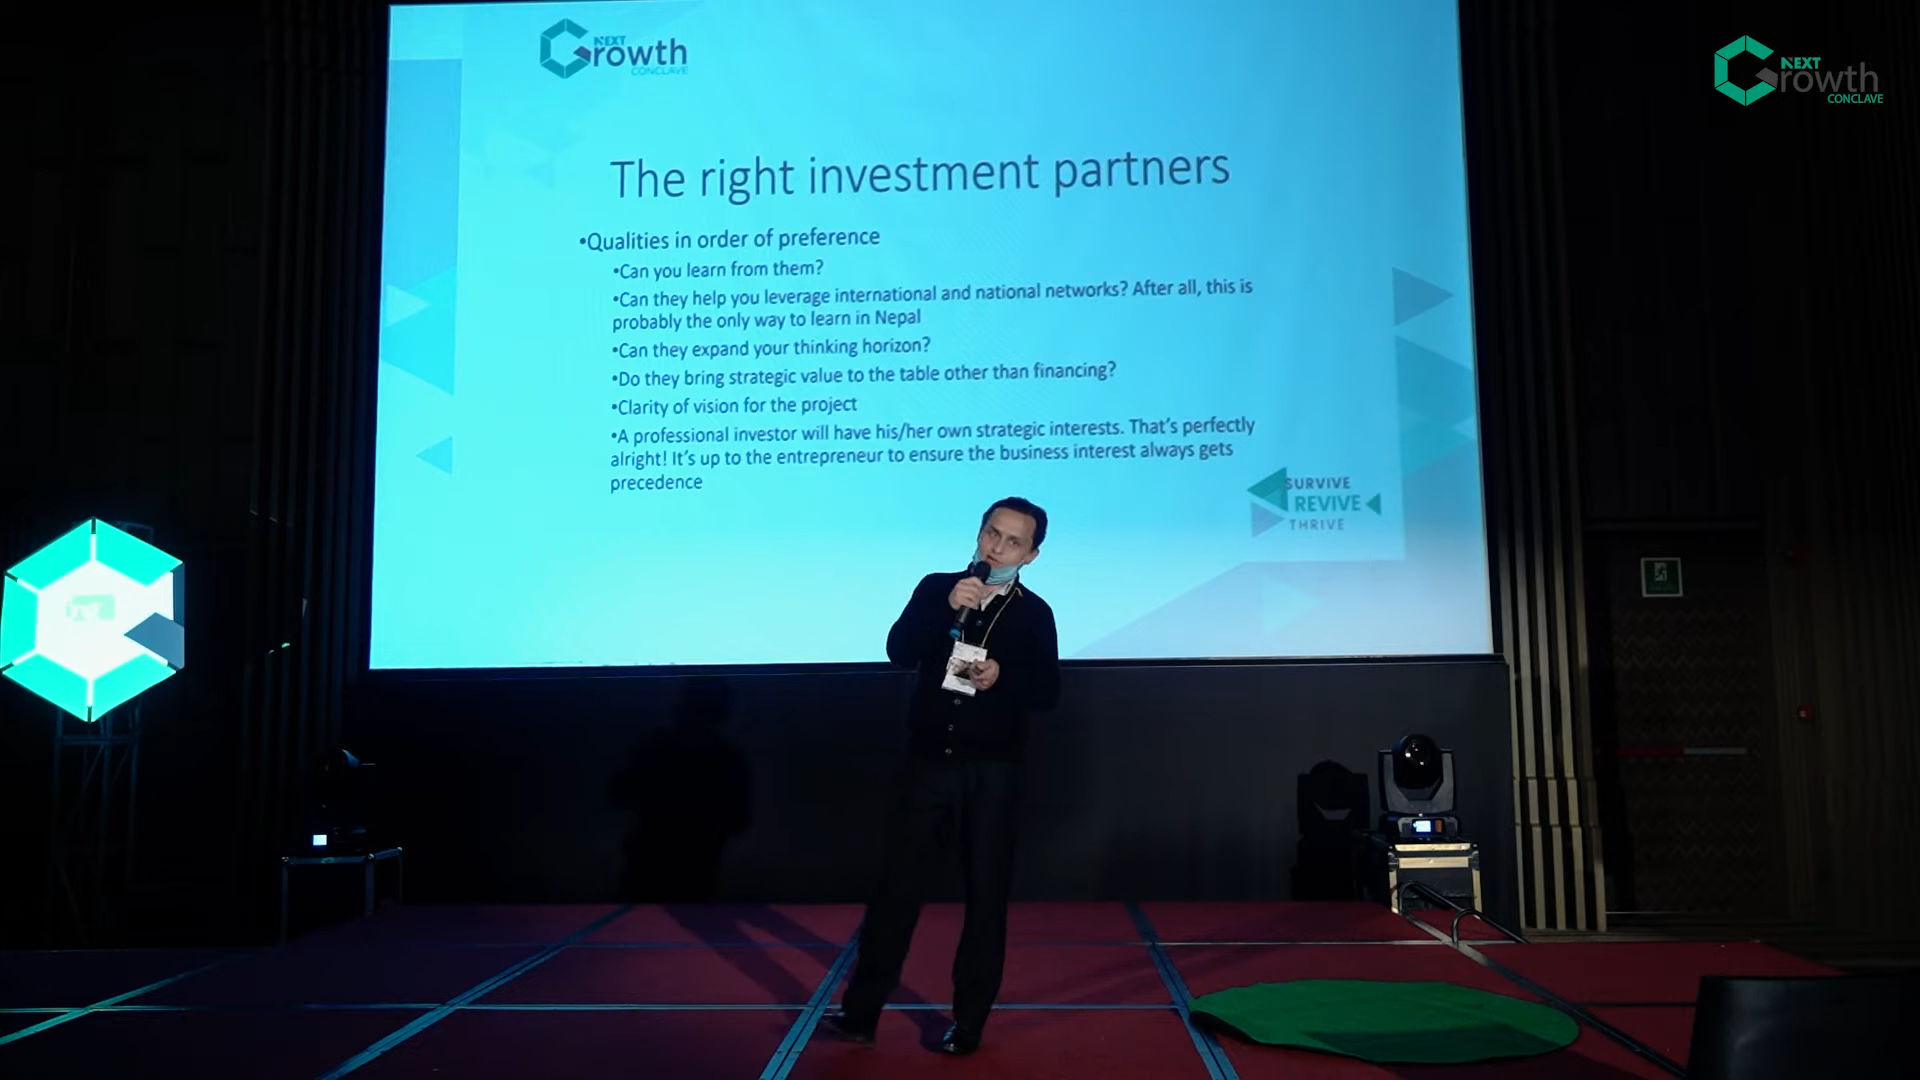 NEXT
Growth
CONCLAVE
NEXT
Growth
CONCLAVE
The right investment partners
•Qualities in order of preference
•Can you learn from them?
•Can they help you leverage international and national networks? After all, this is
probably the only way to learn in Nepal
•Can they expand your thinking horizon?
•Do they bring strategic value to the table other than financing?
•Clarity of vision for the project
•A professional investor will have his/her own strategic interests. That's perfectly
alright! It's up to the entrepreneur to ensure the business interest always gets
precedence
SURVIVE
REVIVE
THRIVE